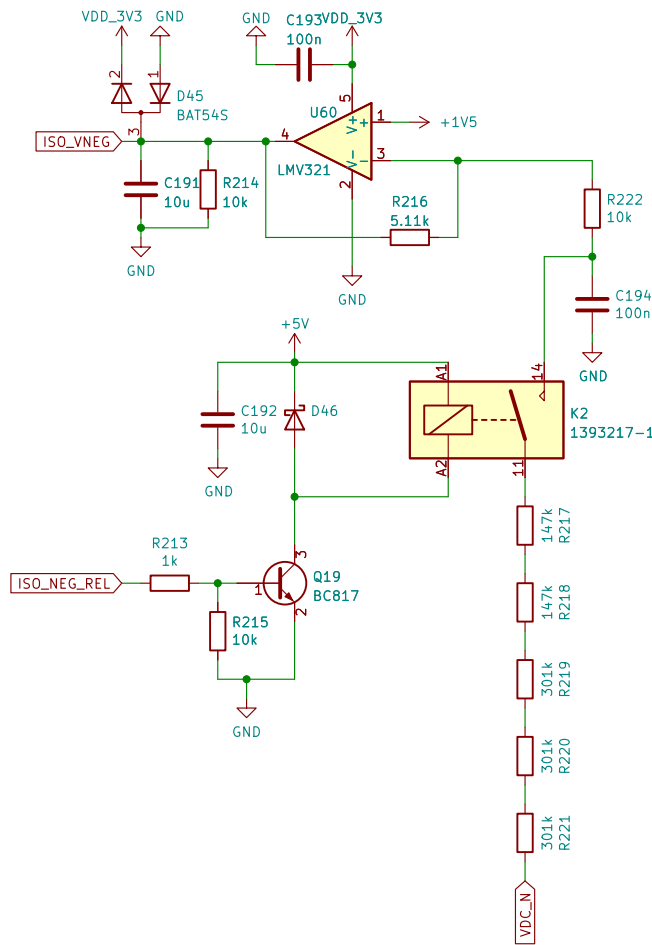 VDD_3V3
GND
GND
C193
100n
VDD_3V3
2
1
D45
BAT54S
3
U60
5
V+
+
1
+1V5
ISO_VNEG
4
LMV321
V-
-
3
2
C191
10u
R214
10k
R216
5.11k
R222
10k
GND
GND
C194
100n
GND
+5V
A1
14
C192
10u
D46
K2
1393217-1
GND
A2
11
147k
R217
R213
1k
3
ISO_NEG_REL
1
Q19
BC817
2
R215
10k
147k
R218
GND
301k
R219
301k
R220
301k
R221
VDC_N